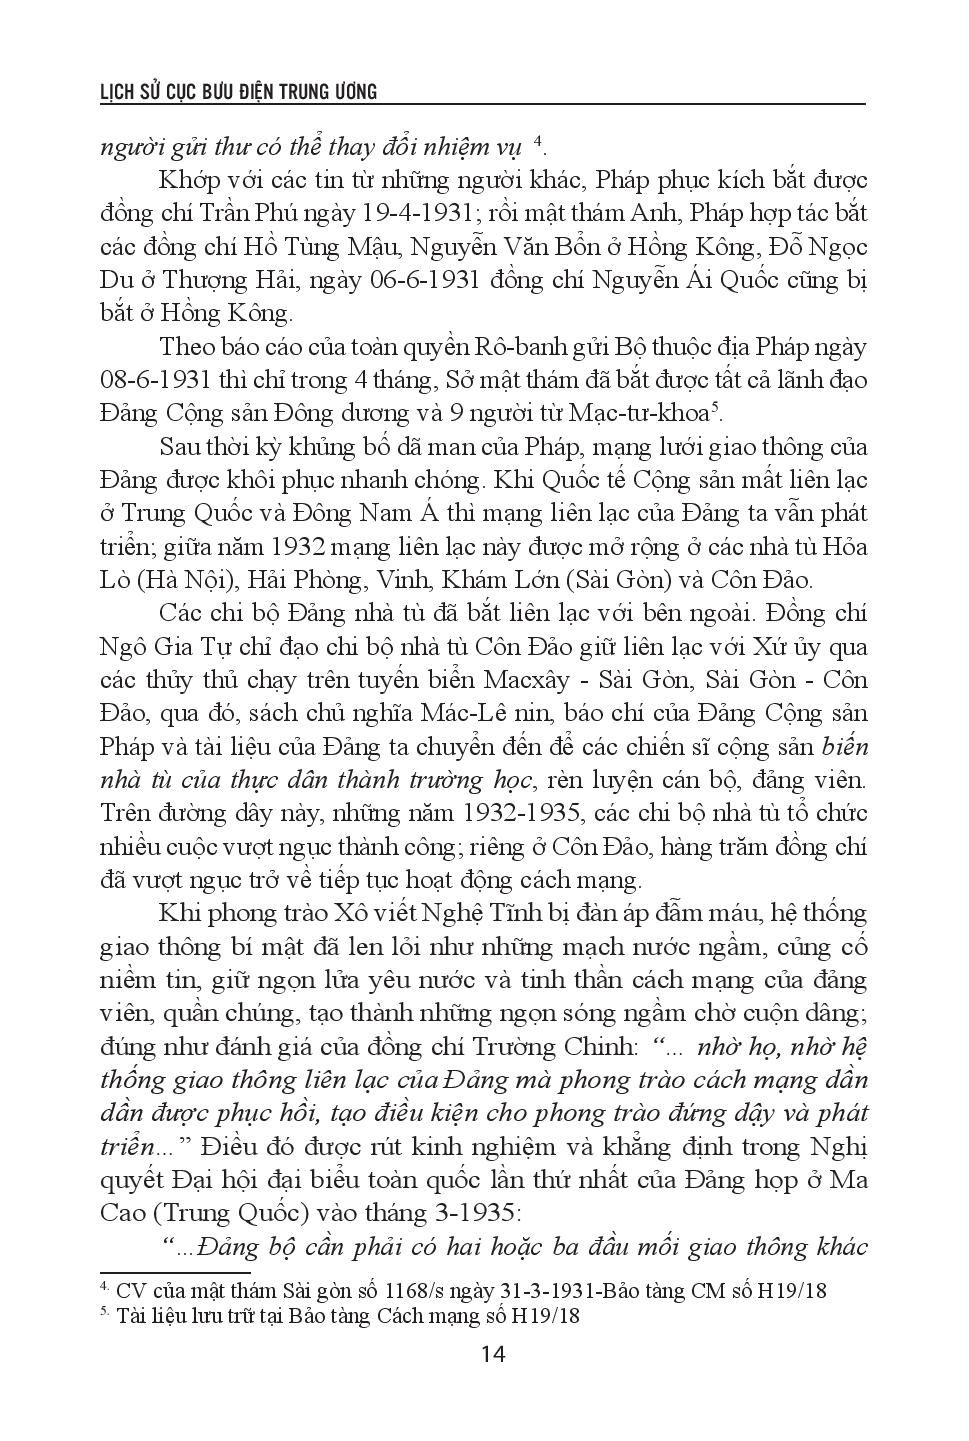 LỊCH SỬ CỤC BƯU ĐIỆN TRUNG ƯƠNG
người gửi thư có thể thay đổi nhiệm vụ 4.
Khớp với các tin từ những người khác, Pháp phục kích bắt được
đồng chí Trần Phú ngày 19-4-1931; rồi mật thám Anh, Pháp hợp tác bắt
các đồng chí Hồ Tùng Mậu, Nguyễn Văn Bổn ở Hồng Kông, Đỗ Ngọc
Du ở Thượng Hải, ngày 06-6-1931 đồng chí Nguyễn Ái Quốc cũng bị
bắt ở Hồng Kông.
Theo báo cáo của toàn quyền Rô-banh gửi Bộ thuộc địa Pháp ngày
08-6-1931 thì chỉ trong 4 tháng, Sở mật thám đã bắt được tất cả lãnh đạo
Đảng Cộng sản Đông dương và 9 người từ Mạc-tư-khoa5.
Sau thời kỳ khủng bố dã man của Pháp, mạng lưới giao thông của
Đảng được khôi phục nhanh chóng. Khi Quốc tế Cộng sản mất liên lạc
ở Trung Quốc và Đông Nam Á thì mạng liên lạc của Đảng ta vẫn phát
triển; giữa năm 1932 mạng liên lạc này được mở rộng ở các nhà tù Hỏa
Lò (Hà Nội), Hải Phòng, Vinh, Khám Lớn (Sài Gòn) và Côn Đảo.
Các chi bộ Đảng nhà tù đã bắt liên lạc với bên ngoài. Đồng chí
Ngô Gia Tự chỉ đạo chi bộ nhà tù Côn Đảo giữ liên lạc với Xứ ủy qua
các thủy thủ chạy trên tuyến biển Macxây - Sài Gòn, Sài Gòn - Côn
Đảo, qua đó, sách chủ nghĩa Mác-Lê nin, báo chí của Đảng Cộng sản
Pháp và tài liệu của Đảng ta chuyển đến để các chiến sĩ cộng sản biến
nhà tù của thực dân thành trường học, rèn luyện cán bộ, đảng viên.
Trên đường dây này, những năm 1932-1935, các chi bộ nhà tù tổ chức
nhiều cuộc vượt ngục thành công; riêng ở Côn Đảo, hàng trăm đồng chí
đã vượt ngục trở về tiếp tục hoạt động cách mạng.
Khi phong trào Xô viết Nghệ Tĩnh bị đàn áp đẫm máu, hệ thống
giao thông bí mật đã len lỏi như những mạch nước ngầm, củng cố
niềm tin, giữ ngọn lửa yêu nước và tinh thần cách mạng của đảng
viên, quần chúng, tạo thành những ngọn sóng ngầm chờ cuộn dâng;
đúng như đánh giá của đồng chí Trường Chinh: “... nhờ họ, nhờ hệ
thống giao thông liên lạc của Đảng mà phong trào cách mạng dần
dần được phục hồi, tạo điều kiện cho phong trào đứng dậy và phát
triển...” Điều đó được rút kinh nghiệm và khẳng định trong Nghị
quyết Đại hội đại biểu toàn quốc lần thứ nhất của Đảng họp ở Ma
Cao (Trung Quốc) vào tháng 3-1935:
“...Đảng bộ cần phải có hai hoặc ba đầu mối giao thông khác
4. CV của mật thám Sài gòn số 1168/s ngày 31-3-1931-Bảo tàng CM số H19/18
5. Tài liệu lưu trữ tại Bảo tàng Cách mạng số H19/18
14